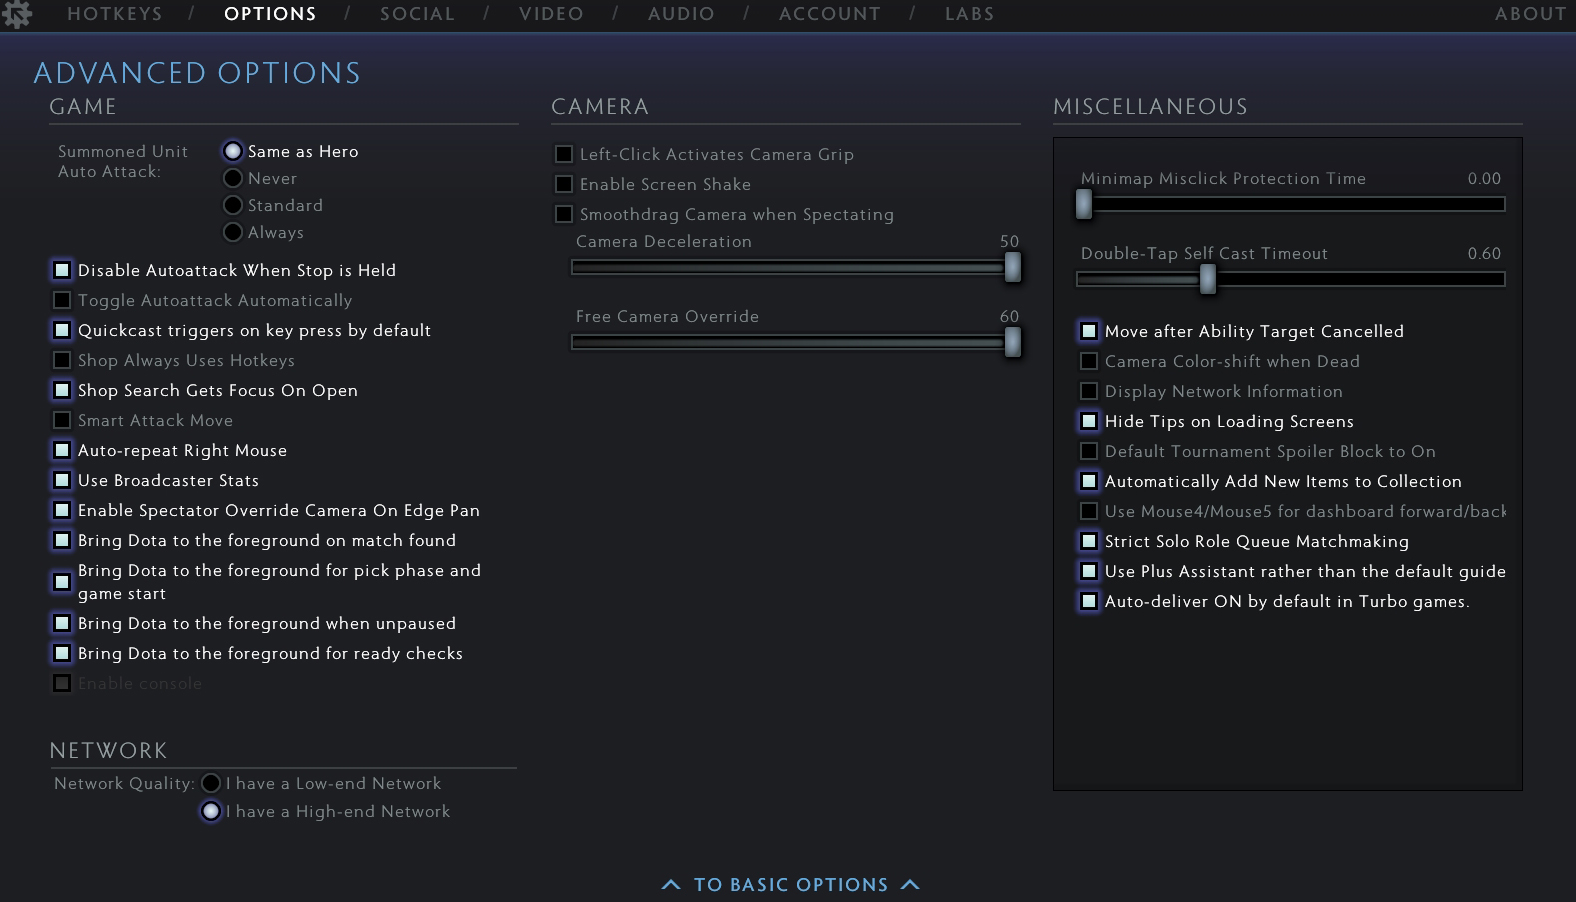 HOTKEYS / OPTIONS / SOCIAL / VIDEO / AUDIO / ACCOUNT / LABS ABOUT
ADVANCED OPTIONS
GAME
Summoned Unit
Auto Attack:
Same as Hero
Never
Standard
Always
Disable Autoattack When Stop is Held
Toggle Autoattack Automatically
Quickcast triggers on key press by default
Shop Always Uses Hotkeys
Shop Search Gets Focus On Open
Smart Attack Move
Auto-repeat Right Mouse
Use Broadcaster Stats
Enable Spectator Override Camera On Edge Pan
Bring Dota to the foreground on match found
Bring Dota to the foreground for pick phase and
game start
Bring Dota to the foreground when unpaused
Bring Dota to the foreground for ready checks
Enable console
NETWORK
Network Quality: I have a Low-end Network
I have a High-end Network
CAMERA
Left-Click Activates Camera Grip
Enable Screen Shake
Smoothdrag Camera when Spectating
Camera Deceleration 50
Free Camera Override 60
MISCELLANEOUS
Minimap Misclick Protection Time 0.00
Double-Tap Self Cast Timeout 0.60
Move after Ability Target Cancelled
Camera Color-shift when Dead
Display Network Information
Hide Tips on Loading Screens
Default Tournament Spoiler Block to On
Automatically Add New Items to Collection
Use Mouse4/Mouse5 for dashboard forward/back
Strict Solo Role Queue Matchmaking
Use Plus Assistant rather than the default guide
Auto-deliver ON by default in Turbo games.
TO BASIC OPTIONS